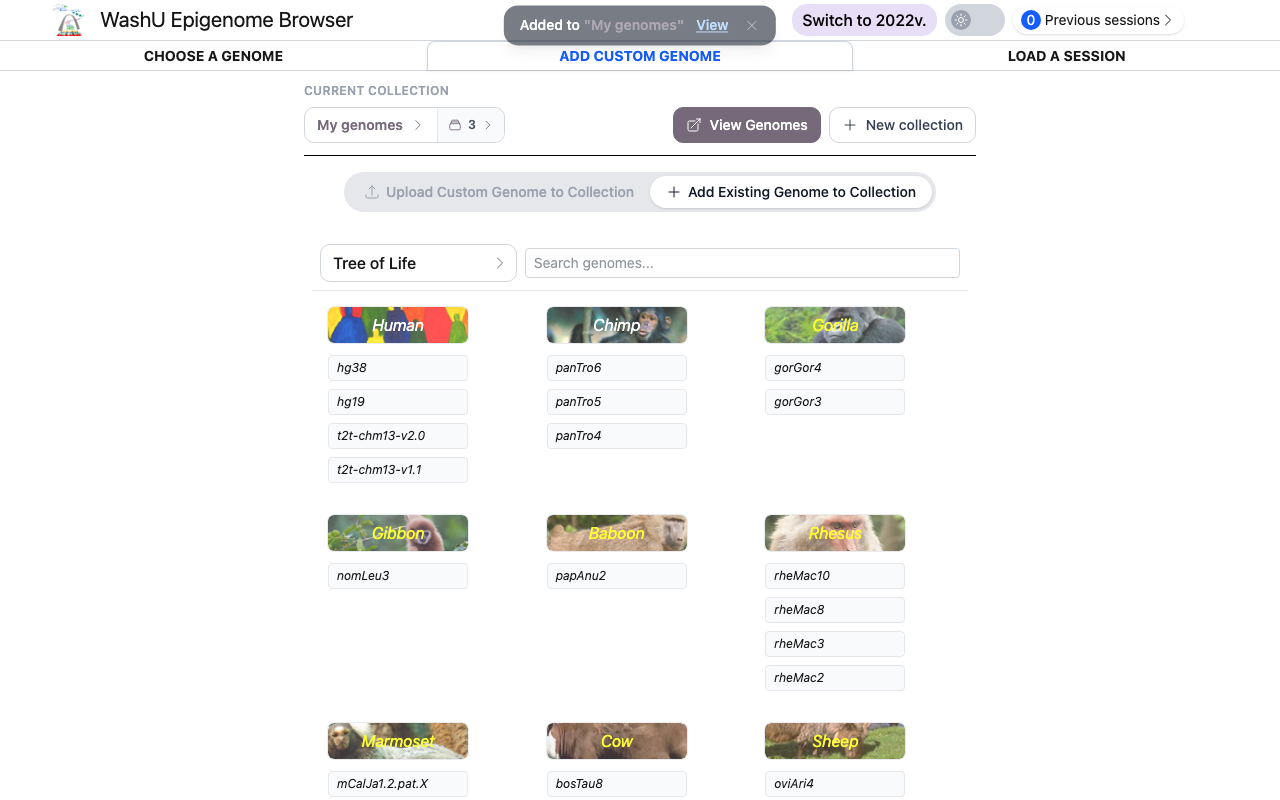 WashU Epigenome Browser
Added to "My genomes" View
Switch to 2022v.
0 Previous sessions
CHOOSE A GENOME
ADD CUSTOM GENOME
LOAD A SESSION
CURRENT COLLECTION
My genomes
3
View Genomes
New collection
Upload Custom Genome to Collection
Add Existing Genome to Collection
Tree of Life
Search genomes...
Human
hg38
hg19
t2t-chm13-v2.0
t2t-chm13-v1.1
Chimp
panTro6
panTro5
panTro4
Gorilla
gorGor4
gorGor3
Gibbon
nomLeu3
Baboon
papAnu2
Rhesus
rheMac10
rheMac8
rheMac3
rheMac2
Marmoset
mCalJa1.2.pat.X
Cow
bosTau8
Sheep
oviAri4